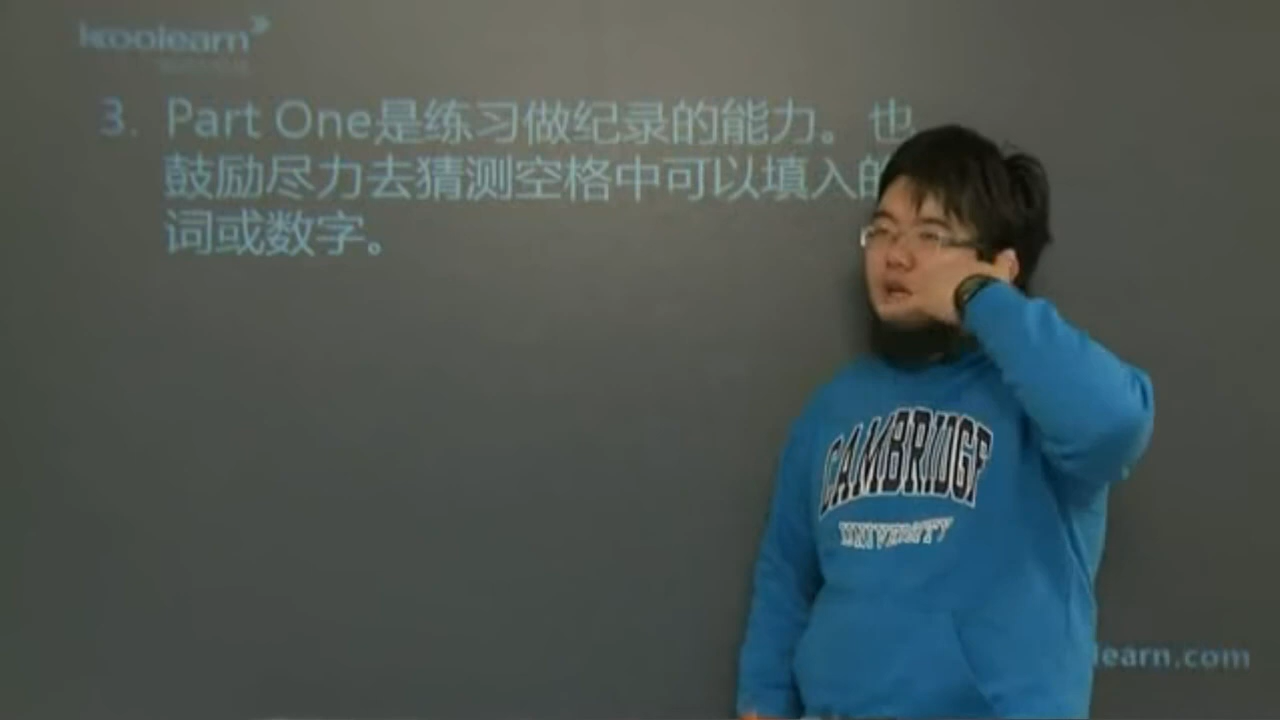 koolearn
3. Part One是练习做纪录的能力。也
鼓励尽力去猜测空格中可以填入的
词或数字。
CAMBRIDGE
UNIVERSITY
learn.com